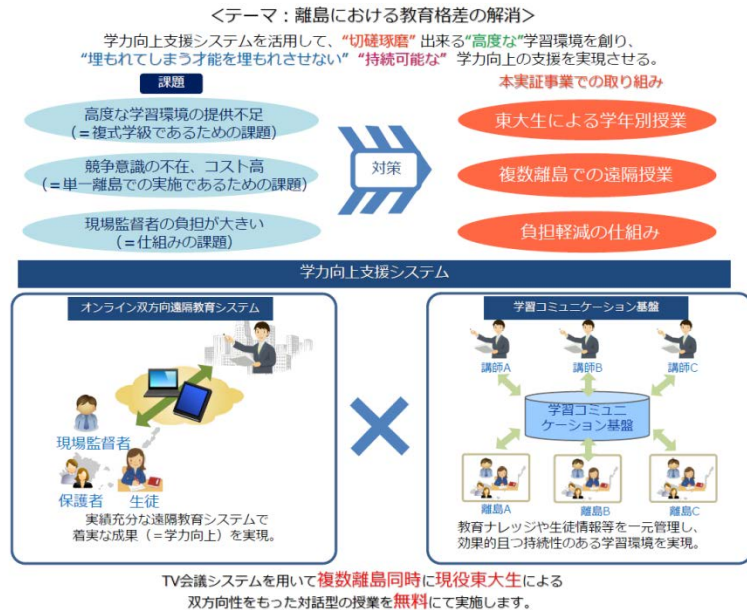 ＜テーマ：離島における教育格差の解消＞
学力向上支援システムを活用して、“切磋琢磨” 出来る“高度な”学習環境を創り、
“埋もれてしまう才能を埋もれさせない” “持続可能な” 学力向上の支援を実現させる。
課題
本実証事業での取り組み
高度な学習環境の提供不足
（＝複式学級であるための課題）
競争意識の不在、コスト高
（＝単一離島での実施であるための課題）
現場監督者の負担が大きい
（＝仕組みの課題）
対策
東大生による学年別授業
複数離島での遠隔授業
負担軽減の仕組み
学力向上支援システム
オンライン双方向遠隔教育システム
現場監督者
保護者 生徒
実績充分な遠隔教育システムで
着実な成果（＝学力向上）を実現。
学習コミュニケーション基盤
講師A 講師B 講師C
学習コミュニ
ケーション基盤
離島A 離島B 離島C
教育ナレッジや生徒情報等を一元管理し、
効果的且つ持続性のある学習環境を実現。
TV会議システムを用いて複数離島同時に現役東大生による
双方向性をもった対話型の授業を無料にて実施します。